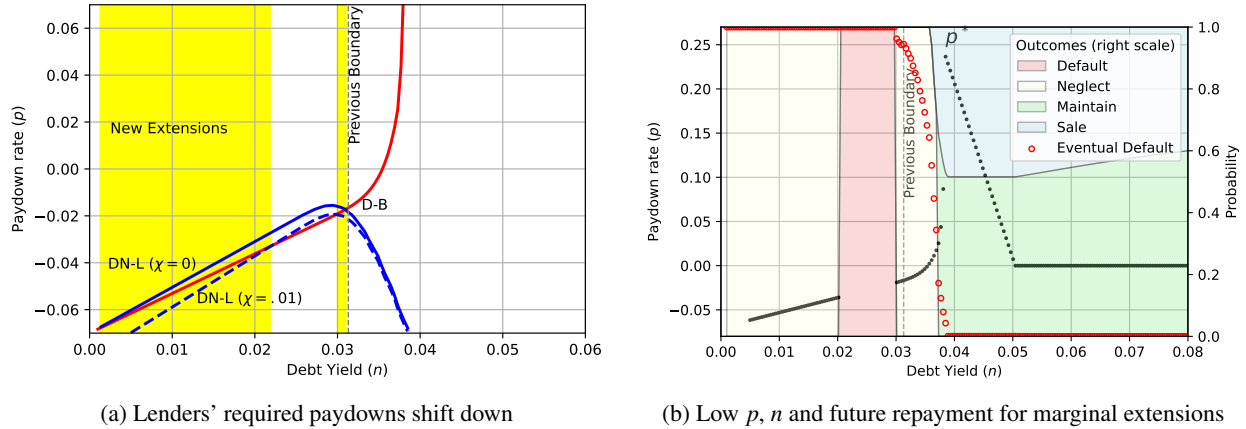 0.06
0.04
0.02
0.00
−0.02
−0.04
−0.06
Paydown rate (p)
New Extensions
Previous Boundary
D-B
DN-L (χ = 0)
DN-L (χ = .01)
0.00
0.01
0.02
0.03
0.04
0.05
0.06
Debt Yield (n)
(a) Lenders’ required paydowns shift down
0.25
0.20
0.15
0.10
0.05
0.00
−0.05
Paydown rate (p)
p*
Previous Boundary
Outcomes (right scale)
Default
Neglect
Maintain
Sale
Eventual Default
1.0
0.8
0.6
0.4
0.2
0.0
Probability
0.00
0.01
0.02
0.03
0.04
0.05
0.06
0.07
0.08
Debt Yield (n)
(b) Low p, n and future repayment for marginal extensions